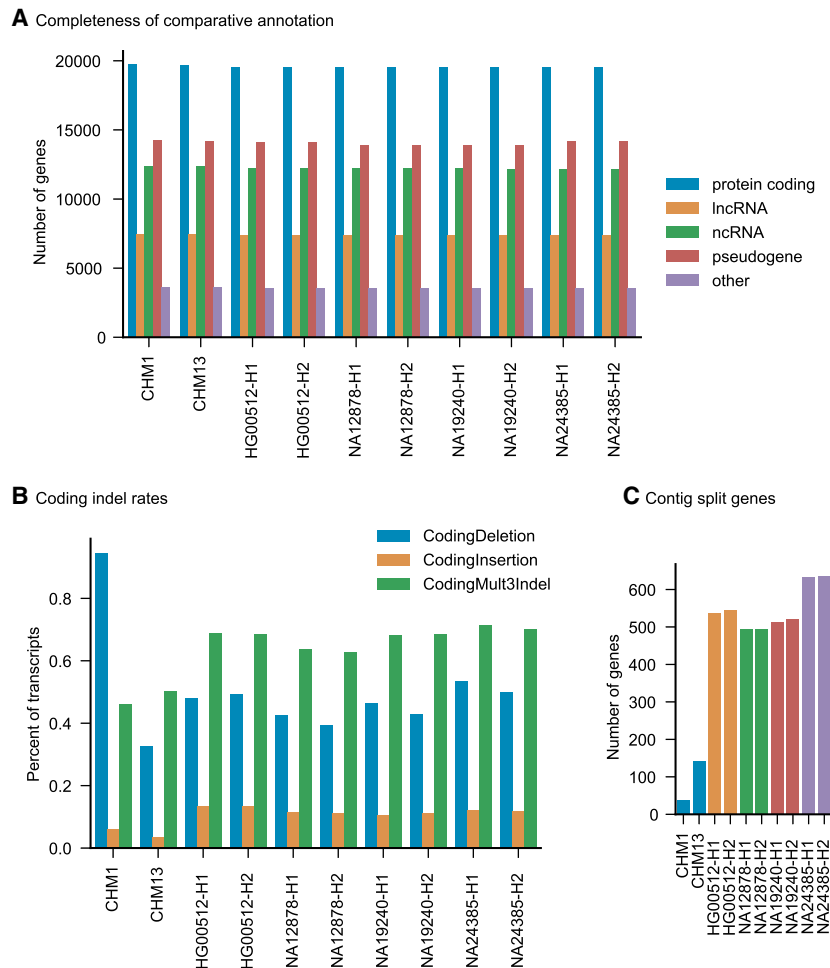 A Completeness of comparative annotation
20000
15000
10000
5000
0
Number of genes
CHM1
CHM13
HG00512-H1
HG00512-H2
NA12878-H1
NA12878-H2
NA19240-H1
NA19240-H2
NA24385-H1
NA24385-H2
protein coding
lncRNA
ncRNA
pseudogene
other
B Coding indel rates
CodingDeletion
CodingInsertion
CodingMult3Indel
0.8
0.6
0.4
0.2
0.0
Percent of transcripts
CHM1
CHM13
HG00512-H1
HG00512-H2
NA12878-H1
NA12878-H2
NA19240-H1
NA19240-H2
NA24385-H1
NA24385-H2
C Contig split genes
600
500
400
300
200
100
0
Number of genes
CHM1
CHM13
HG00512-H1
HG00512-H2
NA12878-H1
NA12878-H2
NA19240-H1
NA19240-H2
NA24385-H1
NA24385-H2